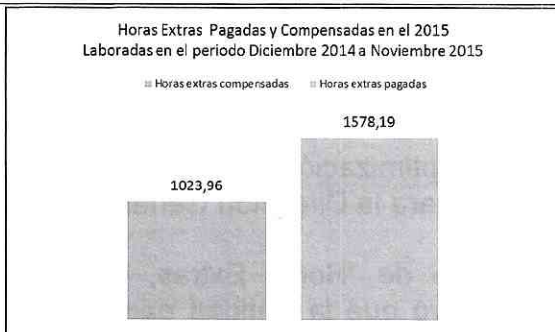 Horas Extras Pagadas y Compensadas en el 2015
Laboradas en el periodo Diciembre 2014 a Noviembre 2015
Horas extras compensadas Horas extras pagadas
1578,19
1023,96